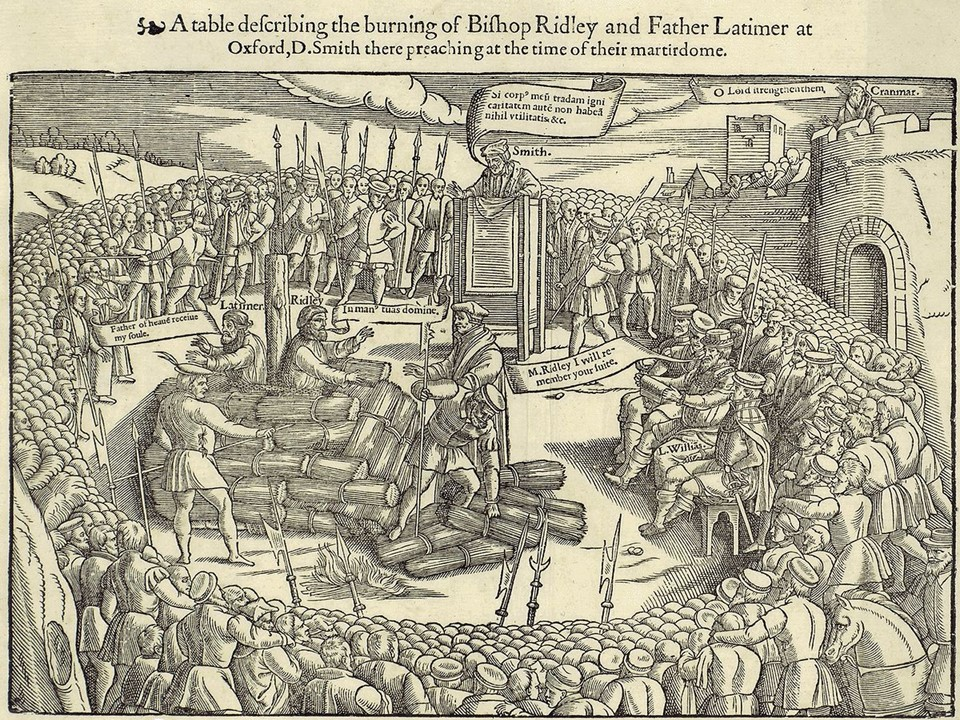 A table deſcribing the burning of Biſhop Ridley and Father Latimer at
Oxford, D. Smith there preaching at the time of their martirdome.
Si corpꝰ meū tradam igni
caritatem autē non habeā
nihil vtilitatis &c.
O Lord ſtrengthen them,
Cranmar.
Smith.
Latimer.
Ridley
In manꝰ tuas domine.
Father of heauē receiue
my ſoule.
M. Ridley I will re-
member your ſuite.
L. Williās